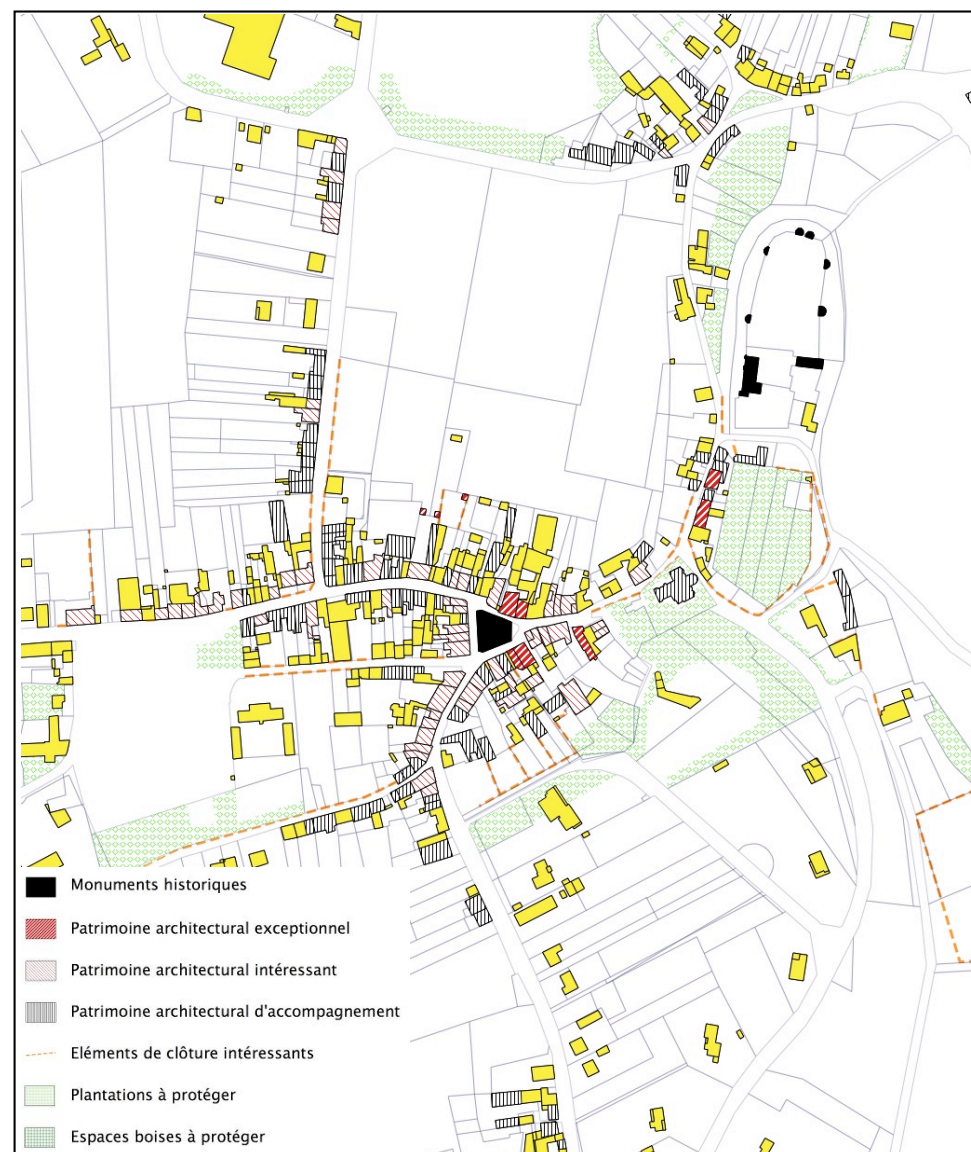 Monuments historiques
Patrimoine architectural exceptionnel
Patrimoine architectural intéressant
Patrimoine architectural d'accompagnement
Eléments de clôture intéressants
Plantations à protéger
Espaces boises à protéger